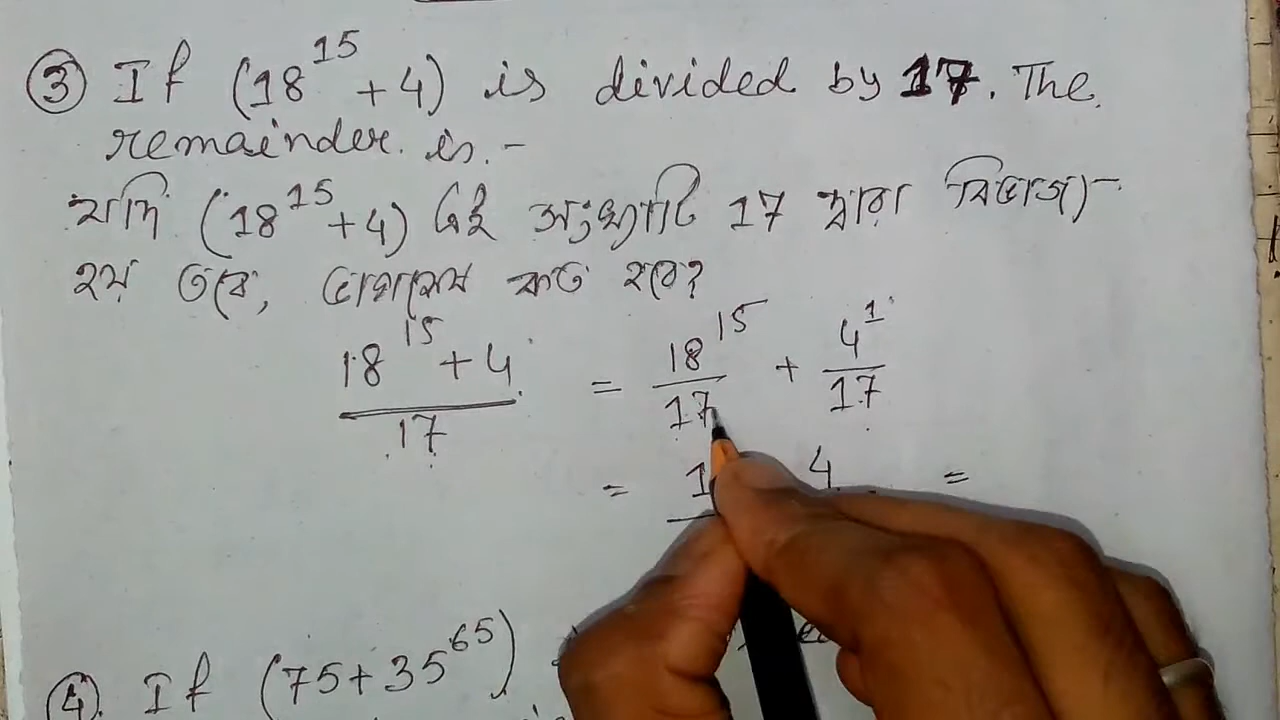 ③ If (18^15 + 4) is divided by 17. The
remainder is. -
যদি (18^15 + 4) এই সংখ্যাটি 17 দ্বারা বিভাজ্য
হয় তবে, ভাগশেষ কত হবে?
18^15 + 4 / 17 = 18^15 / 17 + 4^1 / 17
= 1 4 =
④. If (75 + 35^65)